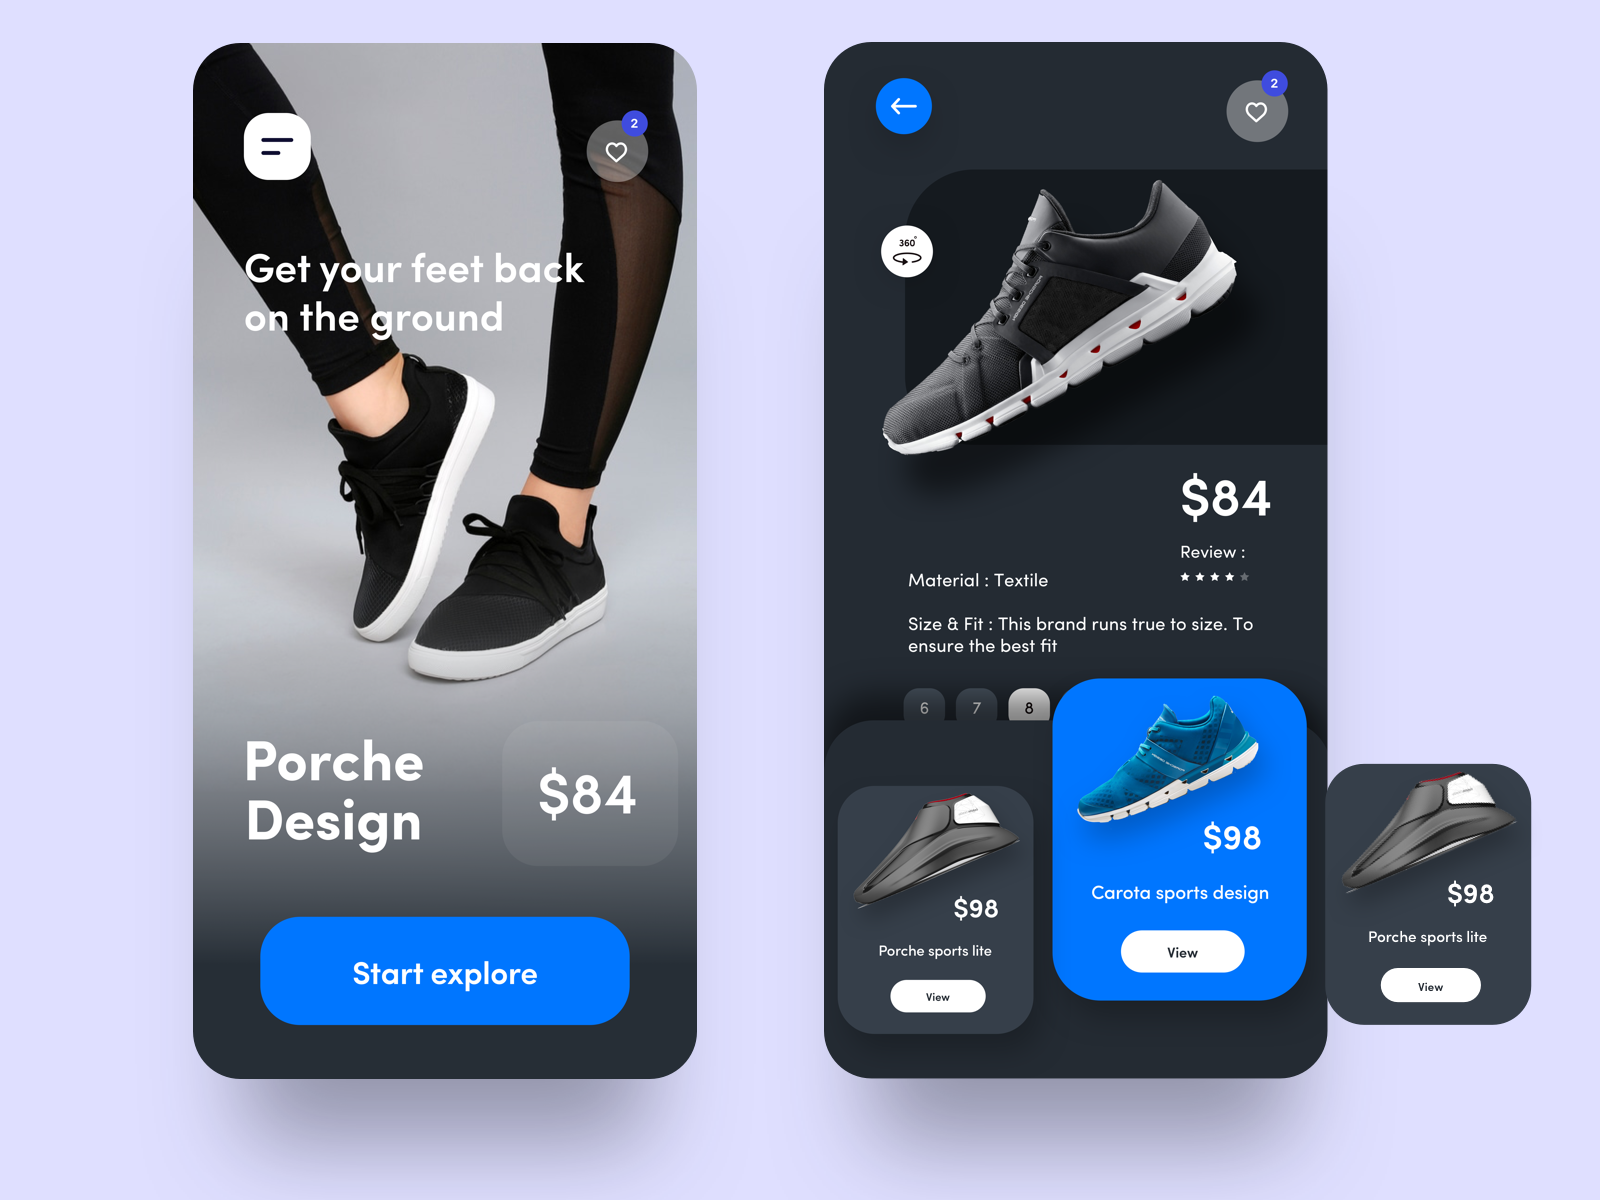 2
Get your feet back
on the ground
Porche
Design
$84
Start explore
2
360°
$84
Review :
Material : Textile
Size & Fit : This brand runs true to size. To
ensure the best fit
6 7 8
$98
Porche sports lite
View
$98
Carota sports design
View
$98
Porche sports lite
View